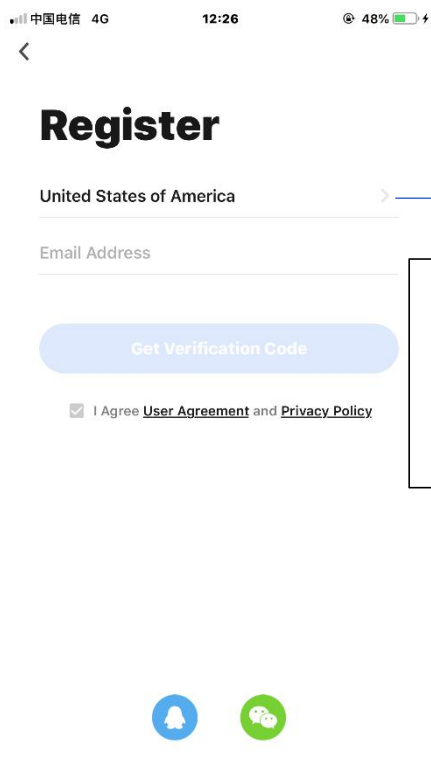 中国电信 4G 12:26 48%
Register
United States of America
Email Address
Get Verification Code
I Agree User Agreement and Privacy Policy